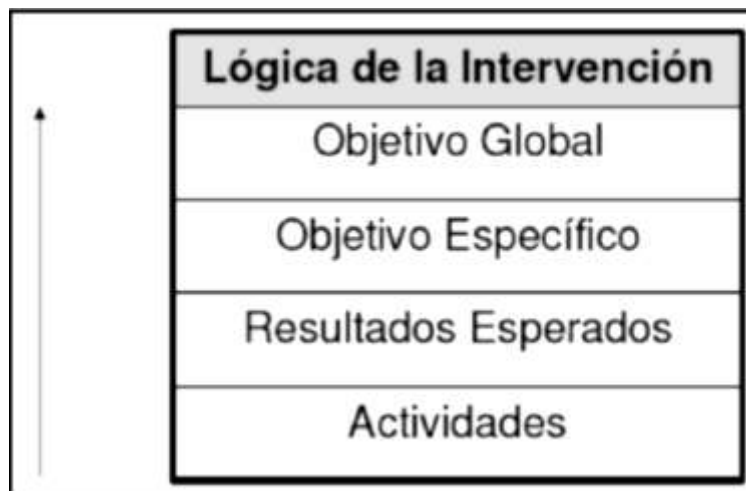 Lógica de la Intervención
Objetivo Global
Objetivo Específico
Resultados Esperados
Actividades